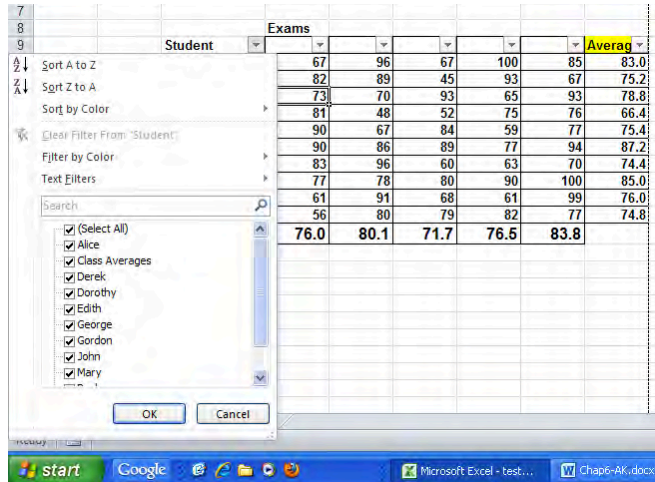 7
8 Exams
9 Student Averag
Sort A to Z 67 96 67 100 85 83.0
Sort Z to A 82 89 45 93 67 75.2
73 70 93 65 93 78.8
Sort by Color 81 48 52 75 76 66.4
Clear Filter From "Student" 90 67 84 59 77 75.4
Filter by Color 90 86 89 77 94 87.2
83 96 60 63 70 74.4
Text Filters 77 78 80 90 100 85.0
Search 61 91 68 61 99 76.0
56 80 79 82 77 74.8
(Select All) 76.0 80.1 71.7 76.5 83.8
Alice
Class Averages
Derek
Dorothy
Edith
George
Gordon
John
Mary
OK Cancel
Ready
start Google Microsoft Excel - test... Chap6-AK.docx